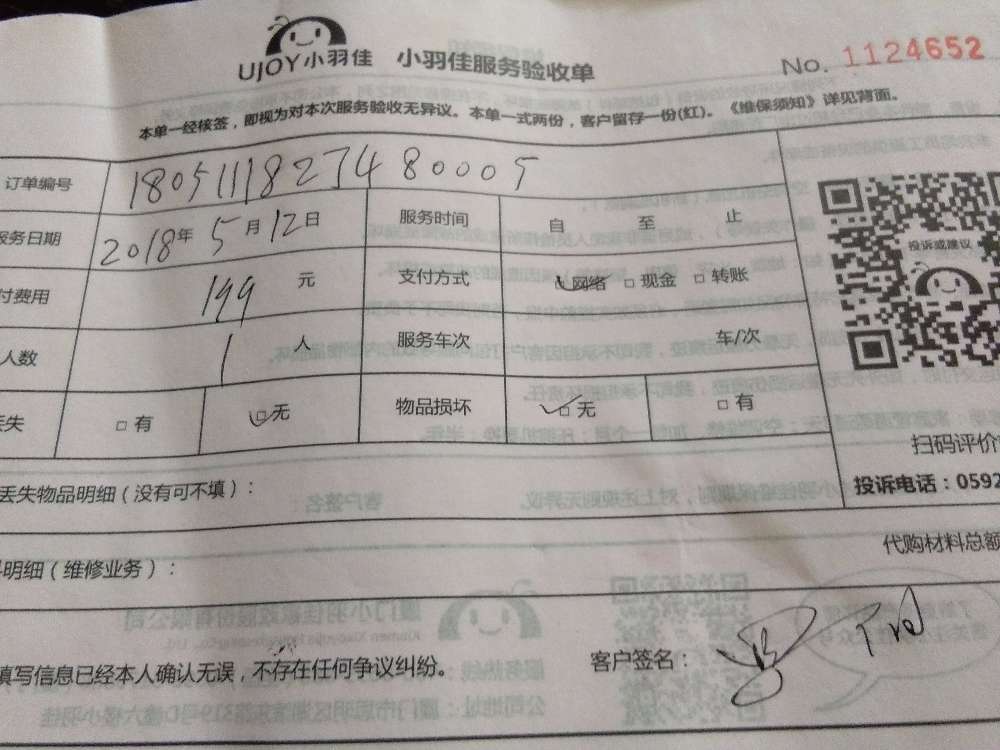 UJOY小羽佳 小羽佳服务验收单 No. 1124652
本单一经核签，即视为对本次服务验收无异议。本单一式两份，客户留存一份(红)。《维保须知》详见背面。
订单编号 18051118274 80005
服务日期 2018年 5月12日 服务时间 自 至 止
付费用 199 元 支付方式 □网络 □现金 □转账
人数 1 人 服务车次 车/次
丢失 □有 □无 物品损坏 □无 □有
投诉或建议
扫码评价
投诉电话：0592
丢失物品明细（没有可不填）：
代购材料总额
明细（维修业务）：
填写信息已经本人确认无误，不存在任何争议纠纷。 客户签名：